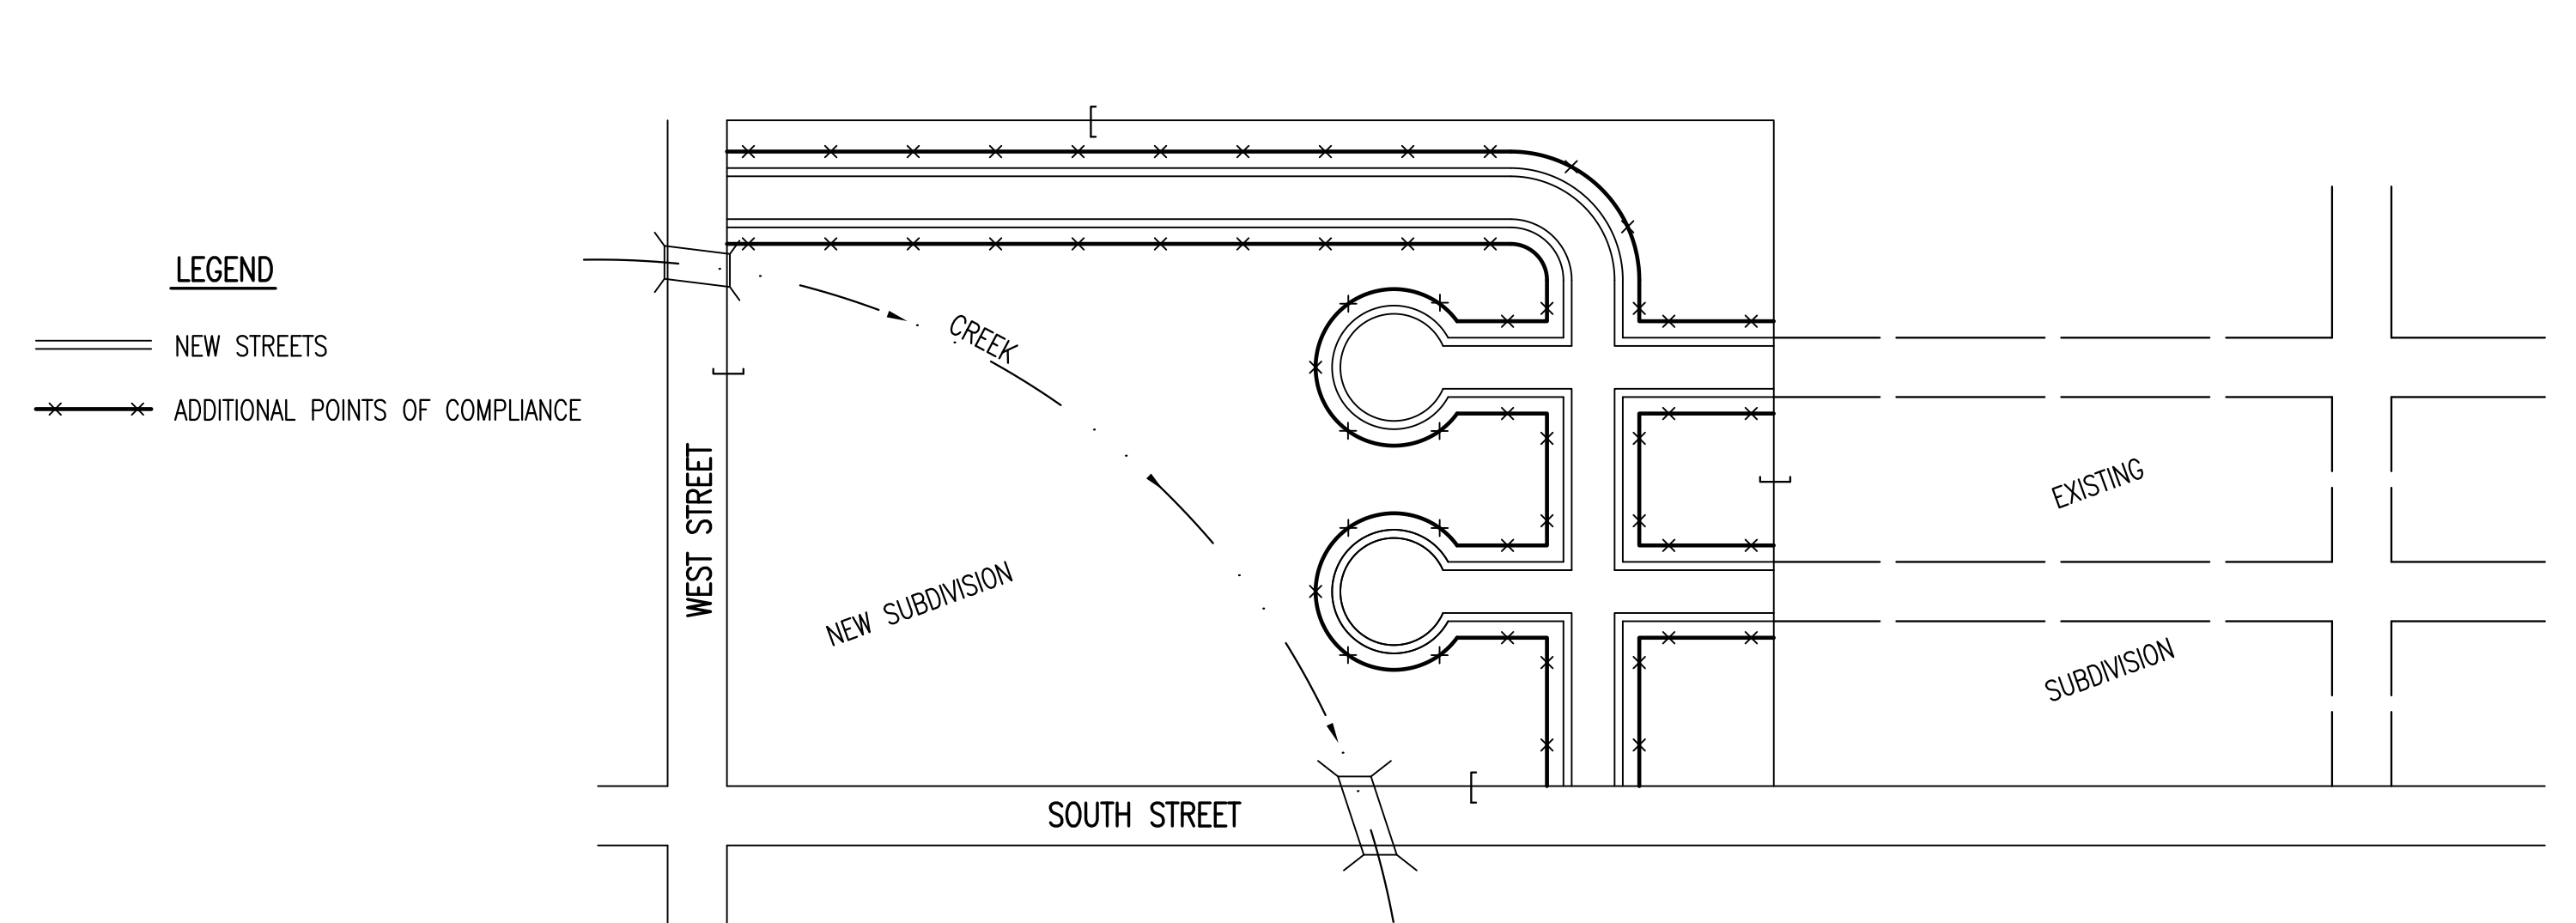 LEGEND
NEW STREETS
ADDITIONAL POINTS OF COMPLIANCE
WEST STREET
CREEK
NEW SUBDIVISION
SOUTH STREET
EXISTING
SUBDIVISION